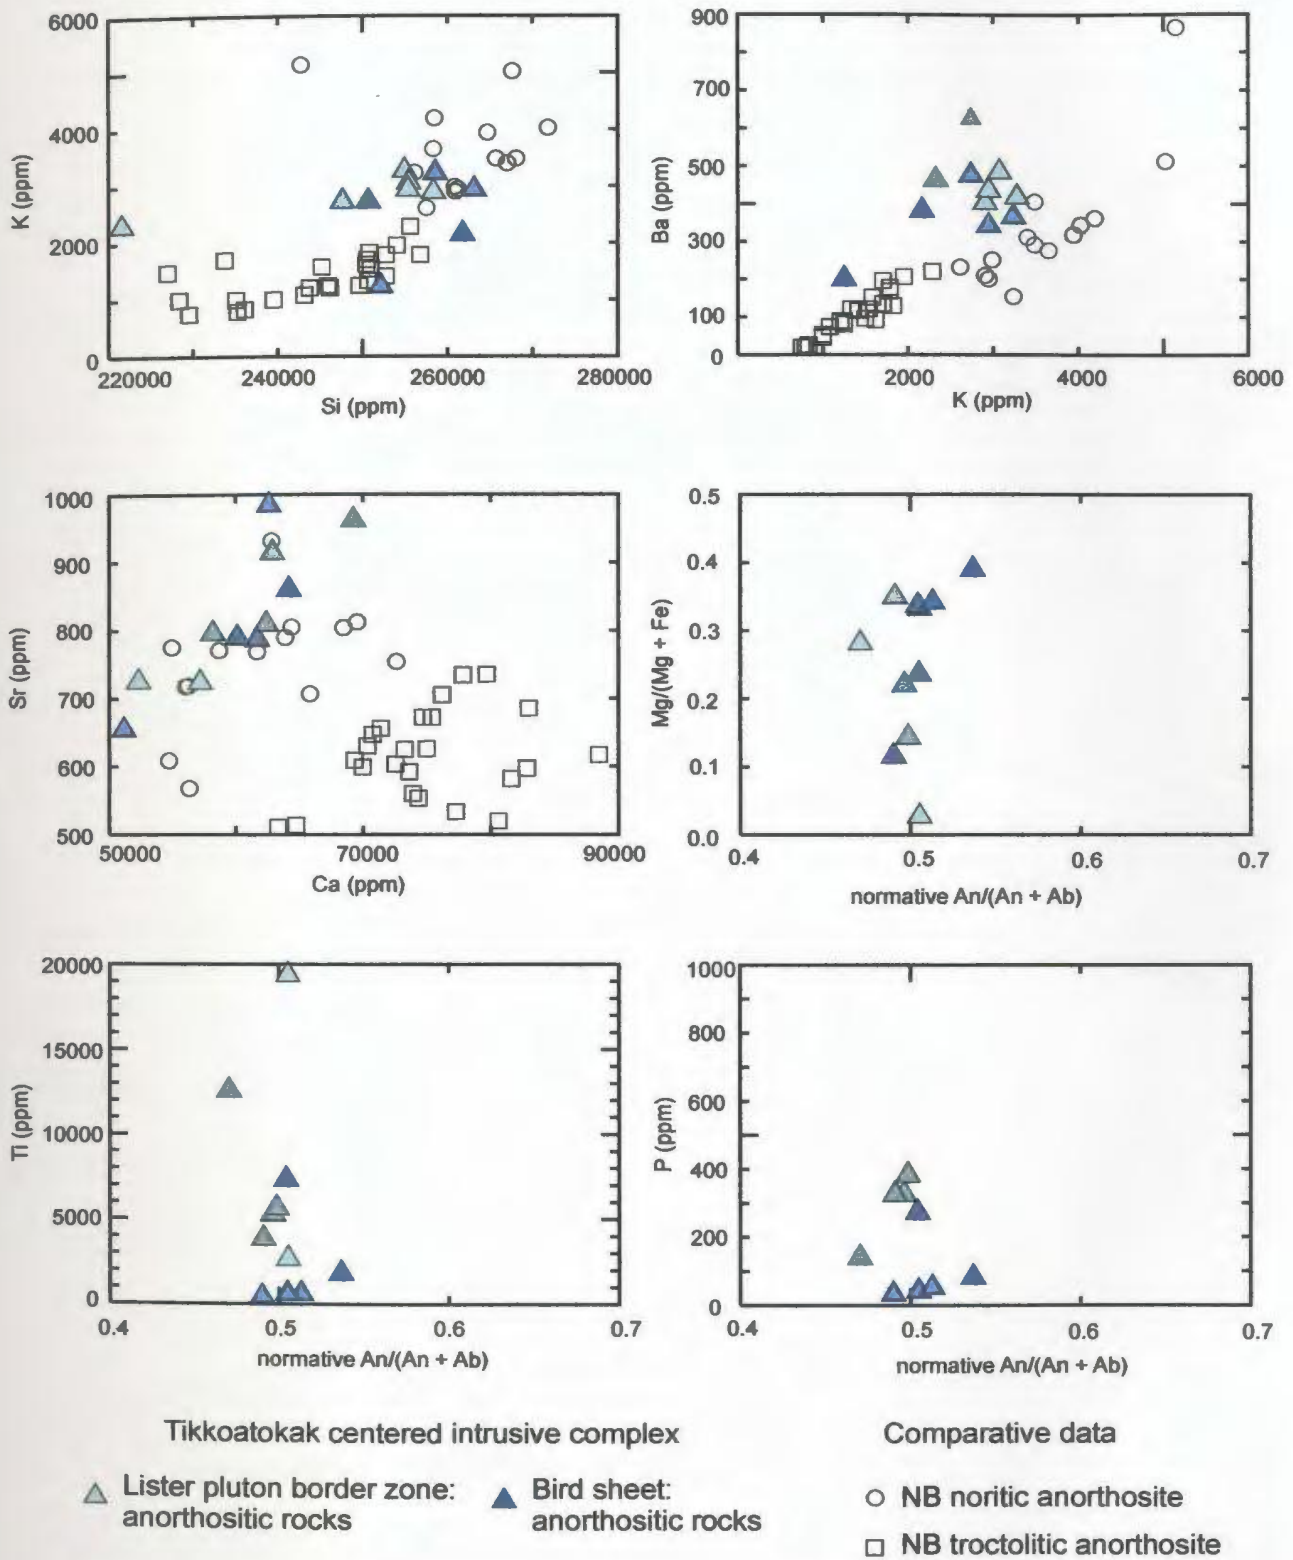 6000
4000
2000
0
K (ppm)
220000
240000
260000
280000
Si (ppm)
900
700
500
300
100
0
Ba (ppm)
2000
4000
6000
K (ppm)
1000
900
800
700
600
500
Sr (ppm)
50000
70000
90000
Ca (ppm)
0.5
0.4
0.3
0.2
0.1
0.0
Mg/(Mg + Fe)
0.4
0.5
0.6
0.7
normative An/(An + Ab)
20000
15000
10000
5000
0
Ti (ppm)
0.4
0.5
0.6
0.7
normative An/(An + Ab)
1000
800
600
400
200
0
P (ppm)
0.4
0.5
0.6
0.7
normative An/(An + Ab)
Tikkoatokak centered intrusive complex
Lister pluton border zone:
anorthositic rocks
Bird sheet:
anorthositic rocks
Comparative data
NB noritic anorthosite
NB troctolitic anorthosite